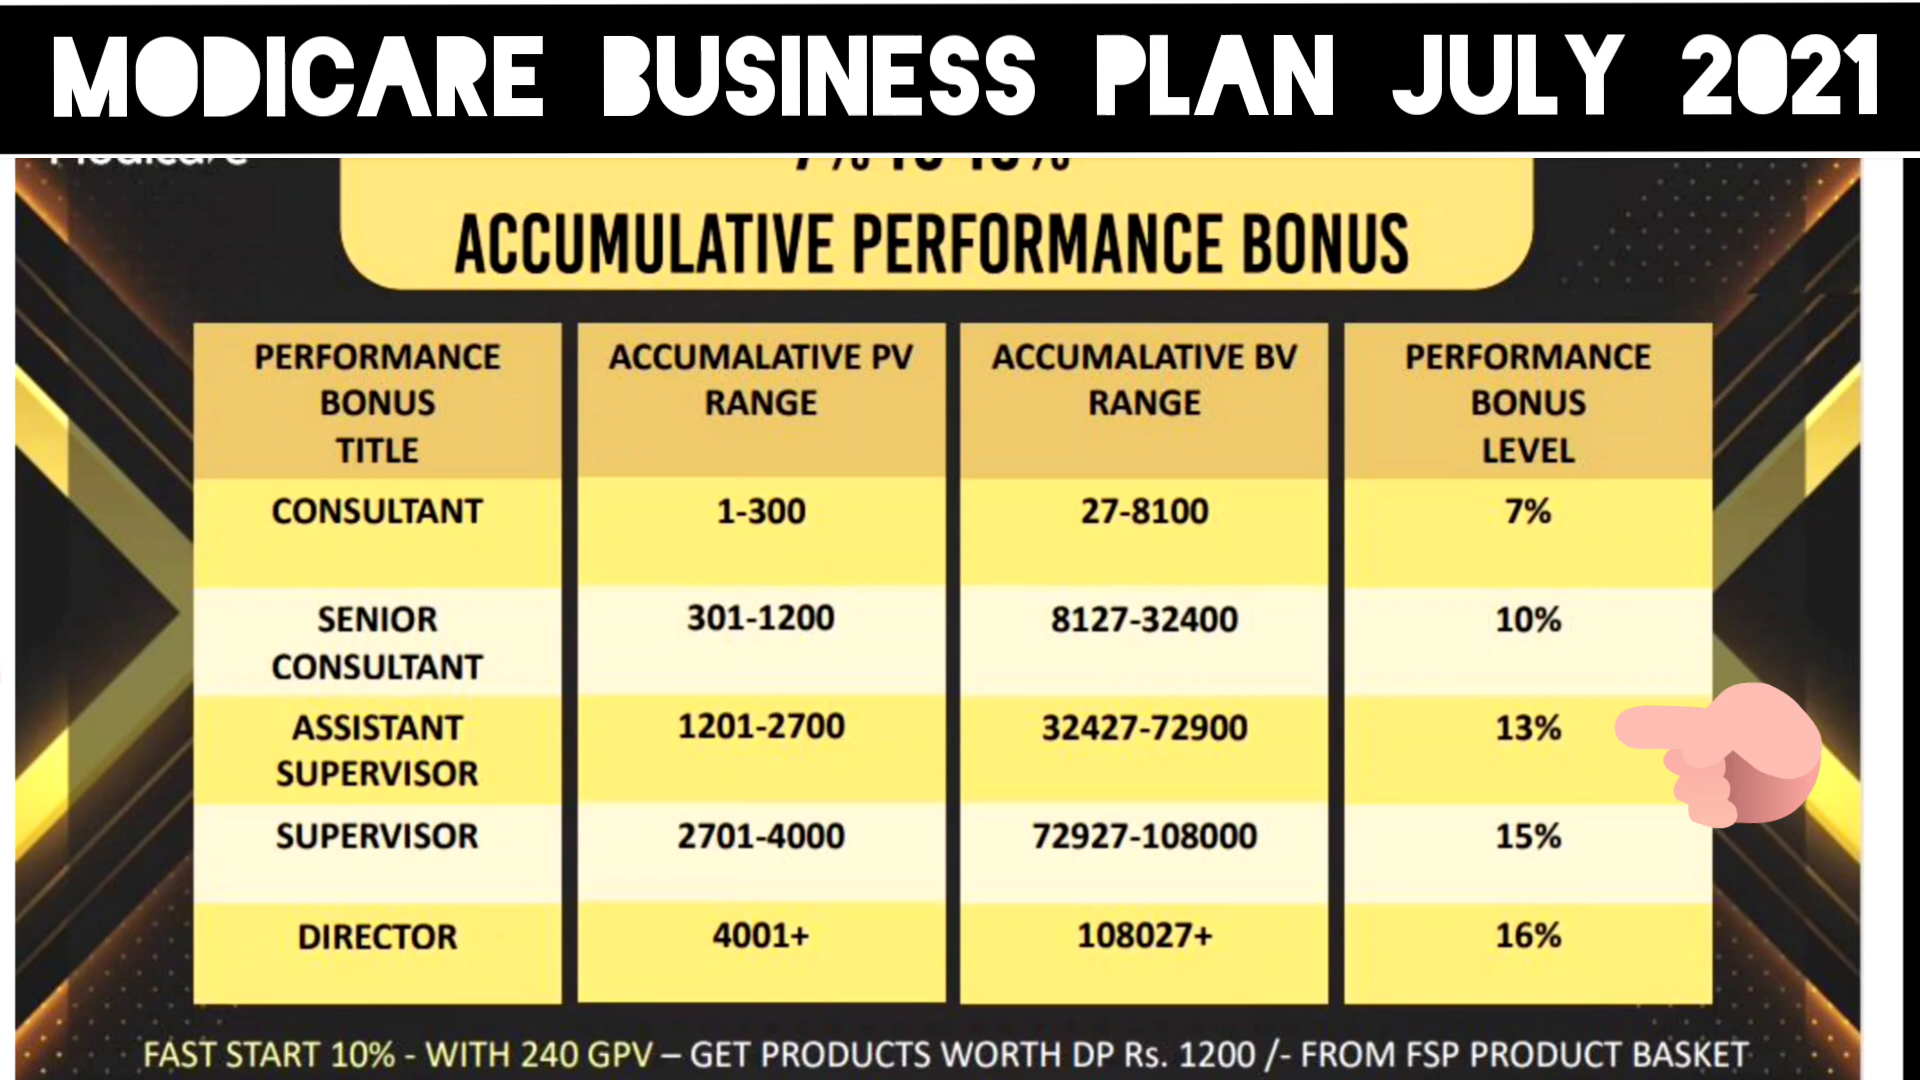 MODICARE BUSINESS PLAN JULY 2021
ACCUMULATIVE PERFORMANCE BONUS
PERFORMANCE
BONUS
TITLE
ACCUMALATIVE PV
RANGE
ACCUMALATIVE BV
RANGE
PERFORMANCE
BONUS
LEVEL
CONSULTANT
1-300
27-8100
7%
SENIOR
CONSULTANT
301-1200
8127-32400
10%
ASSISTANT
SUPERVISOR
1201-2700
32427-72900
13%
SUPERVISOR
2701-4000
72927-108000
15%
DIRECTOR
4001+
108027+
16%
FAST START 10% - WITH 240 GPV – GET PRODUCTS WORTH DP Rs. 1200 /- FROM FSP PRODUCT BASKET